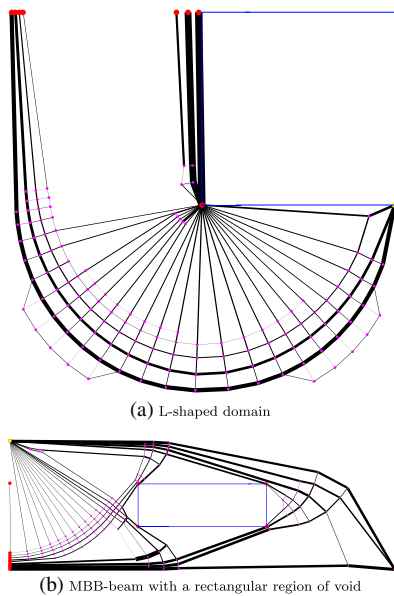 (a) L-shaped domain
(b) MBB-beam with a rectangular region of void